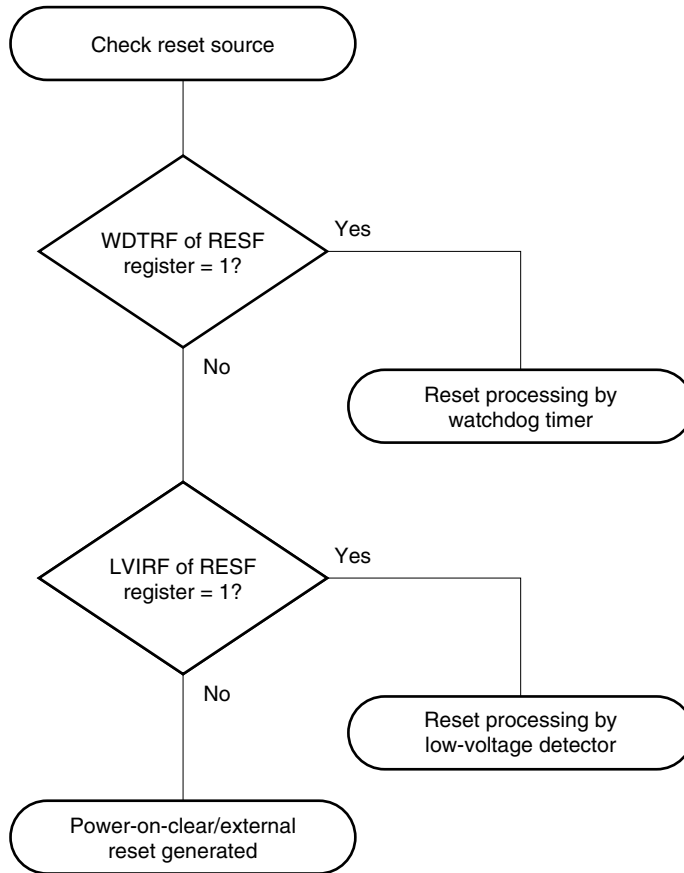 Check reset source
WDTRF of RESF
register = 1?
Yes
No
Reset processing by
watchdog timer
LVIRF of RESF
register = 1?
Yes
No
Reset processing by
low-voltage detector
Power-on-clear/external
reset generated